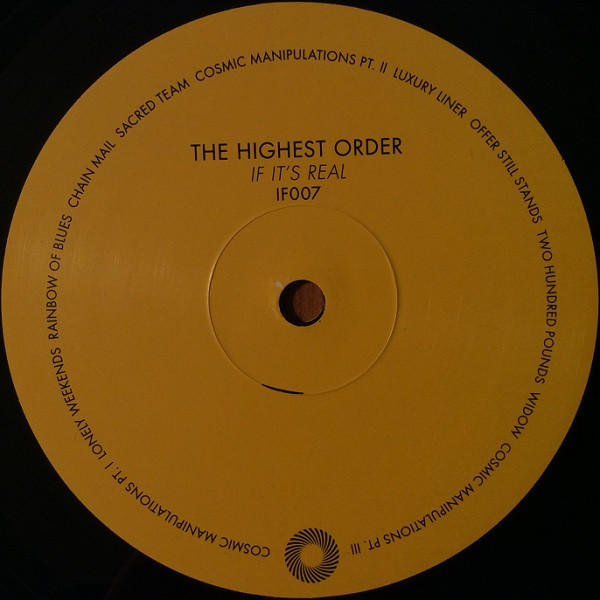 THE HIGHEST ORDER
IF IT'S REAL
IF007
COSMIC MANIPULATIONS PT. I LONELY WEEKENDS RAINBOW OF BLUES CHAIN MAIL SACRED TEAM COSMIC MANIPULATIONS PT. II LUXURY LINER OFFER STILL STANDS TWO HUNDRED POUNDS WIDOW COSMIC MANIPULATIONS PT. III